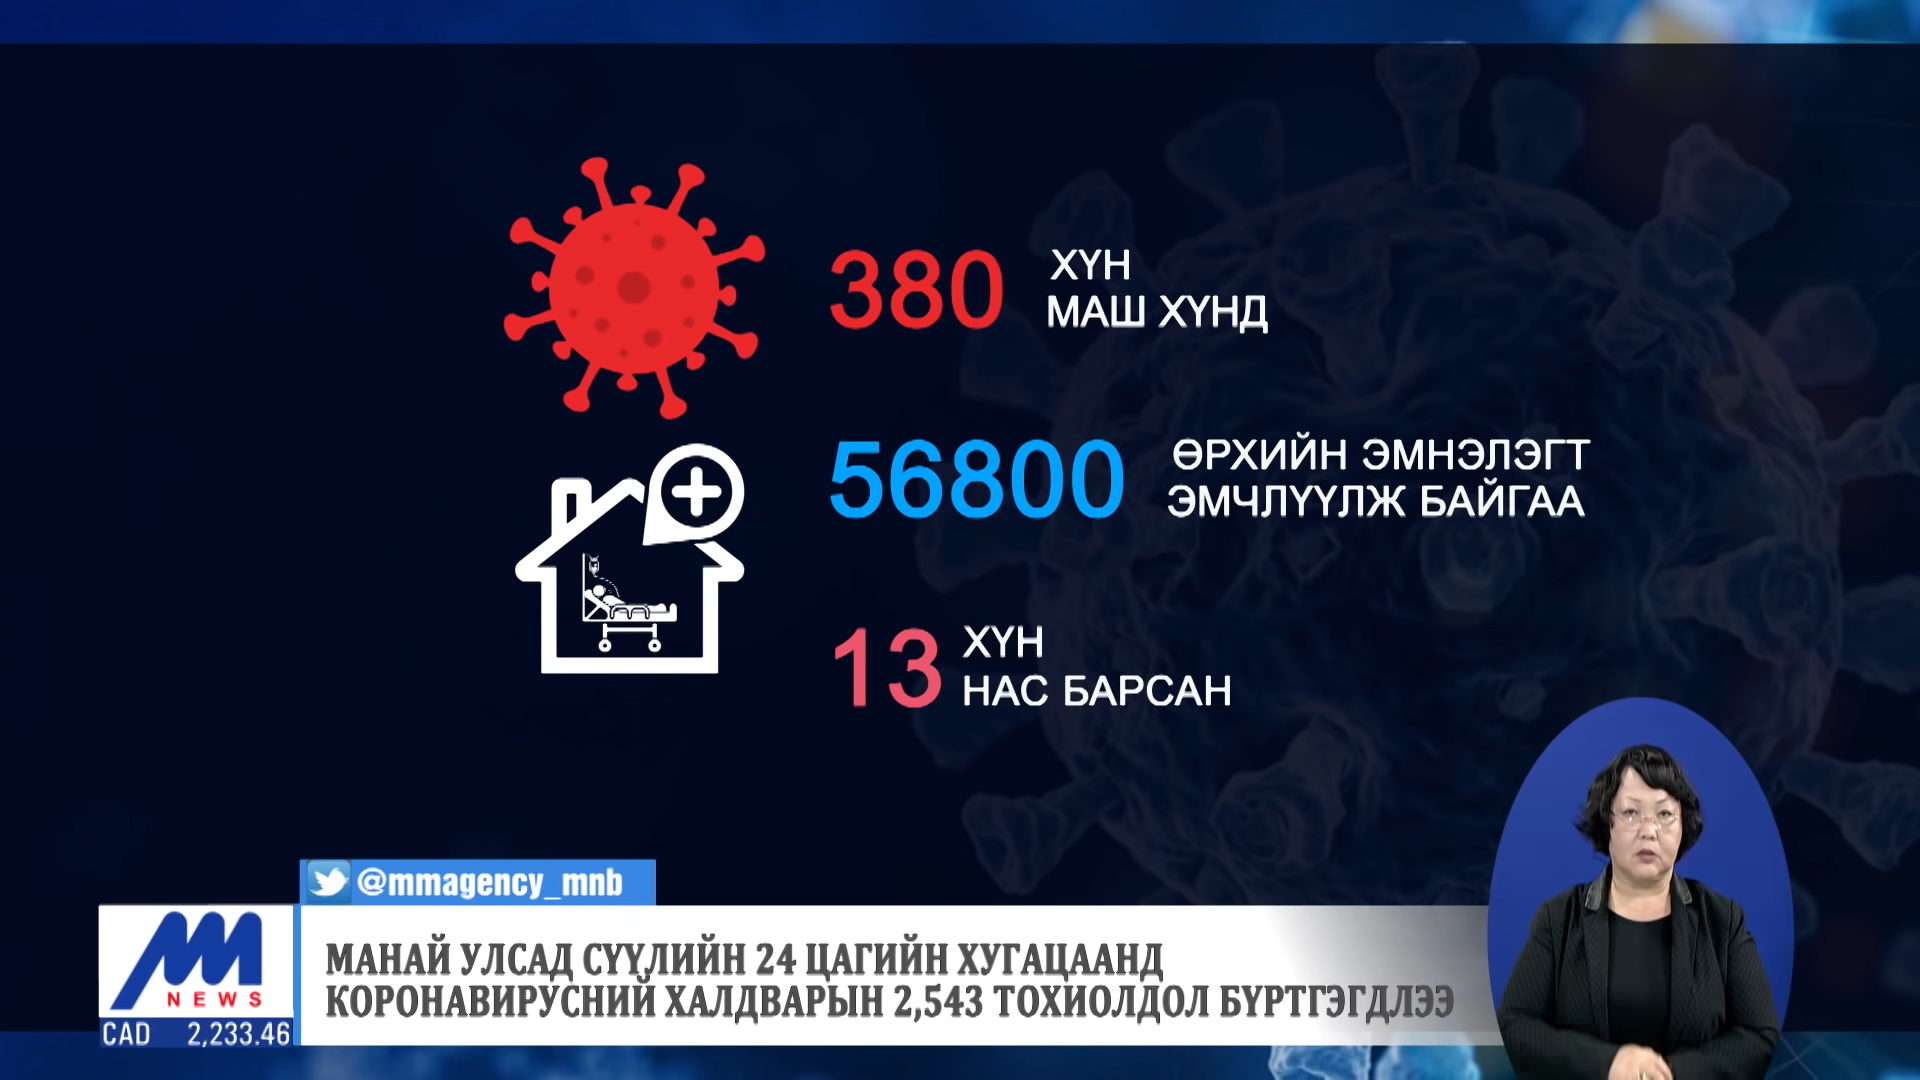 380 ХҮН
МАШ ХҮНД
56800 ӨРХИЙН ЭМНЭЛЭГТ
ЭМЧЛҮҮЛЖ БАЙГАА
13 ХҮН
НАС БАРСАН
@mmagency_mnb
МАНАЙ УЛСАД СҮҮЛИЙН 24 ЦАГИЙН ХУГАЦААНД
КОРОНАВИРУСНИЙ ХАЛДВАРЫН 2,543 ТОХИОЛДОЛ БҮРТГЭГДЛЭЭ
MM
NEWS
CAD 2,233.46